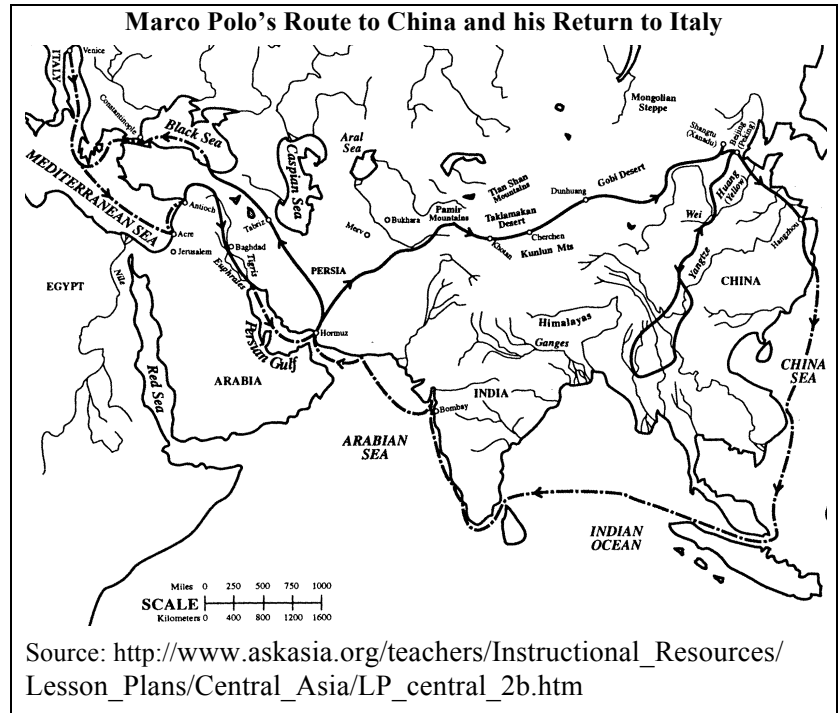 Marco Polo’s Route to China and his Return to Italy
Venice
ITALY
Constantinople
Black Sea
Caspian Sea
Aral
Sea
Mongolian
Steppe
Shangtu
(Xanadu)
Beijing
(Peking)
Huang
(Yellow)
MEDITERRANEAN SEA
Antioch
Acre
Jerusalem
Tabriz
Baghdad
Tigris
Euphrates
PERSIA
Merv
Bukhara
Pamir
Mountains
Tian Shan
Mountains
Taklamakan
Desert
Khotan
Cherchen
Kunlun Mts
Dunhuang
Gobi Desert
Wei
Yangtze
Hangzhou
CHINA
EGYPT
Nile
Red Sea
ARABIA
Persian Gulf
Hormuz
Himalayas
Ganges
INDIA
Bombay
ARABIAN
SEA
CHINA
SEA
INDIAN
OCEAN
Miles 0 250 500 750 1000
SCALE
Kilometers 0 400 800 1200 1600
Source: http://www.askasia.org/teachers/Instructional_Resources/
Lesson_Plans/Central_Asia/LP_central_2b.htm